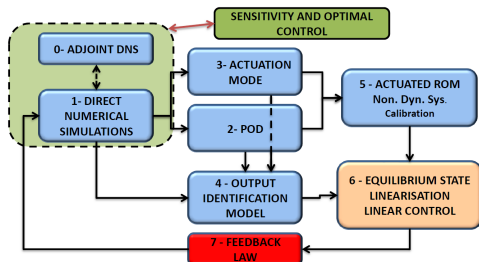 SENSITIVITY AND OPTIMAL
CONTROL
0- ADJOINT DNS
1- DIRECT
NUMERICAL
SIMULATIONS
3- ACTUATION
MODE
2- POD
4 - OUTPUT
IDENTIFICATION
MODEL
5 - ACTUATED ROM
Non. Dyn. Sys.
Calibration
6 - EQUILIBRIUM STATE
LINEARISATION
LINEAR CONTROL
7 - FEEDBACK
LAW